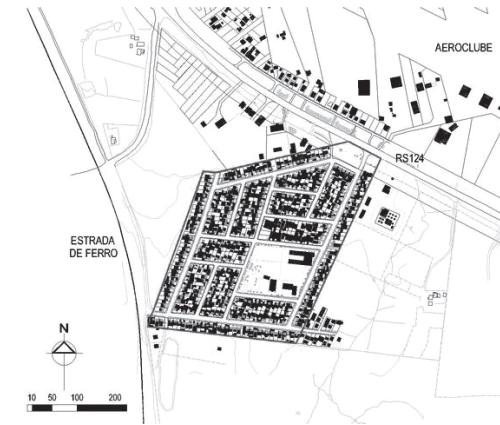 AEROCLUBE
RS124
ESTRADA
DE FERRO
N
10 50 100 200